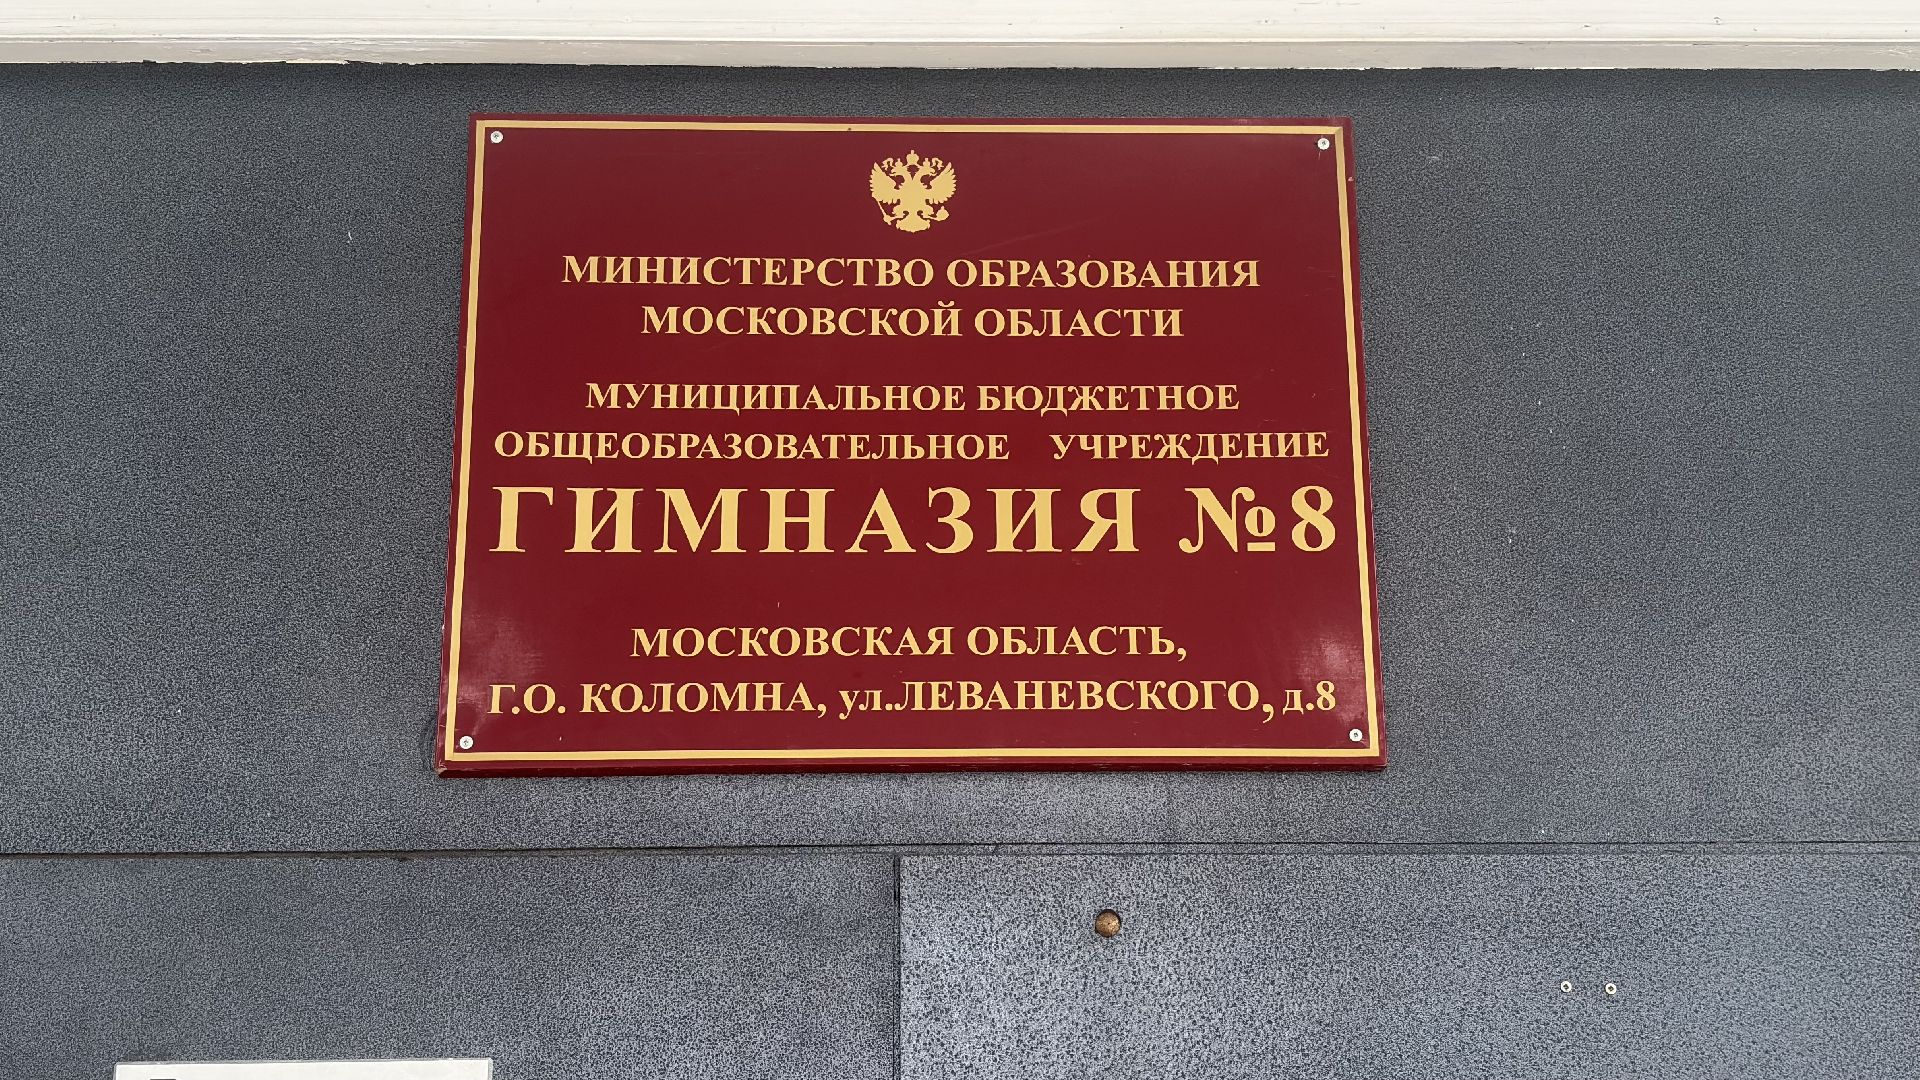 МИНИСТЕРСТВО ОБРАЗОВАНИЯ
МОСКОВСКОЙ ОБЛАСТИ
МУНИЦИПАЛЬНОЕ БЮДЖЕТНОЕ
ОБЩЕОБРАЗОВАТЕЛЬНОЕ УЧРЕЖДЕНИЕ
ГИМНАЗИЯ №8
МОСКОВСКАЯ ОБЛАСТЬ,
Г.О. КОЛОМНА, ул.ЛЕВАНЕВСКОГО, д.8